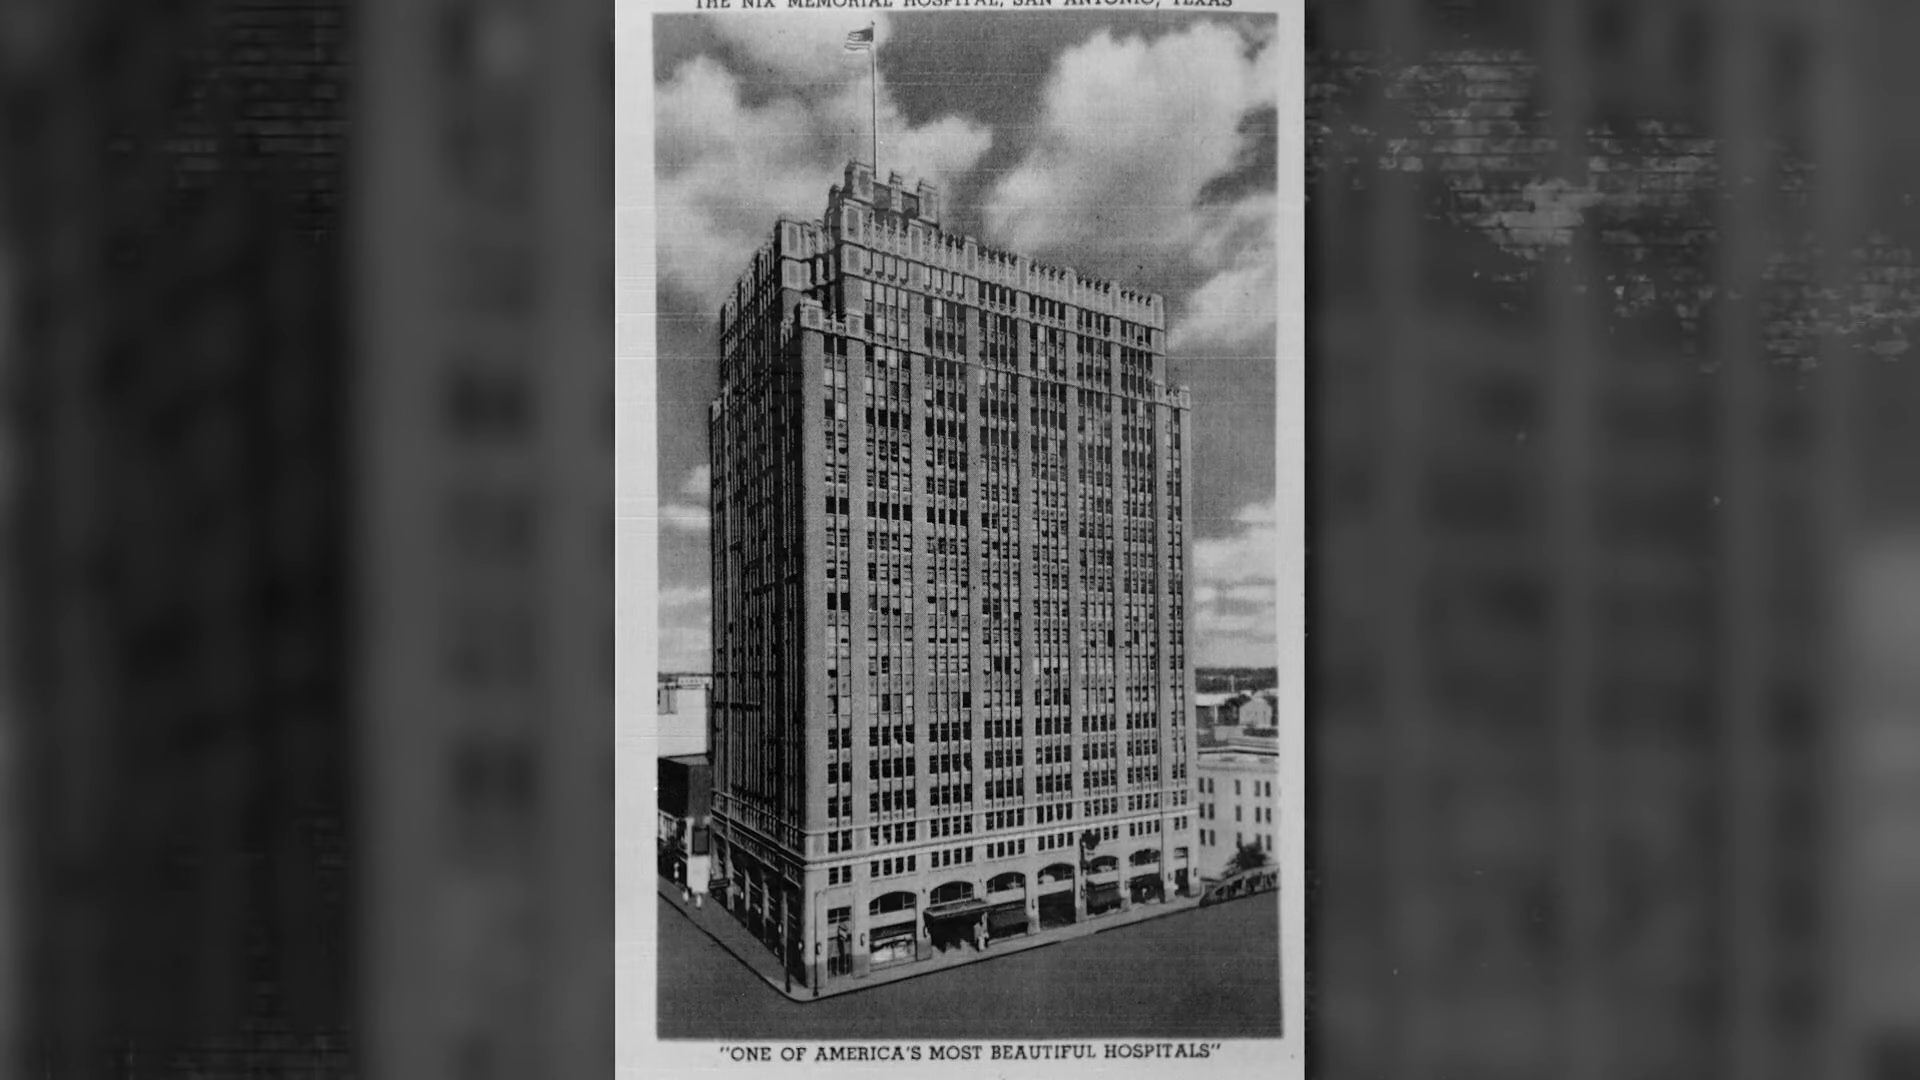 THE NIX MEMORIAL HOSPITAL, SAN ANTONIO, TEXAS
"ONE OF AMERICA'S MOST BEAUTIFUL HOSPITALS"